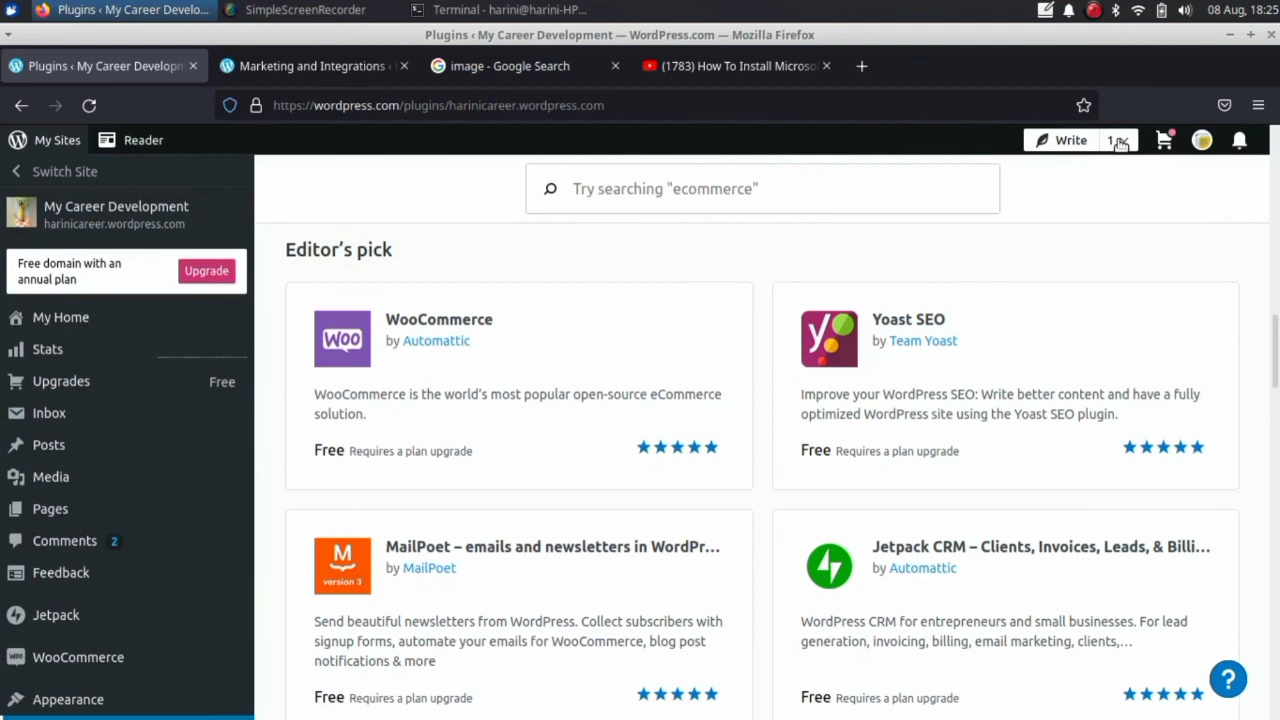 Plugins ‹ My Career Develo...
SimpleScreenRecorder
Terminal - harini@harini-HP...
08 Aug, 18:25
Plugins ‹ My Career Development — WordPress.com — Mozilla Firefox
Plugins ‹ My Career Developm
Marketing and Integrations ‹
image - Google Search
(1783) How To Install Microso
https://wordpress.com/plugins/harinicareer.wordpress.com
My Sites
Reader
Write
1
Switch Site
Try searching "ecommerce"
My Career Development
harinicareer.wordpress.com
Free domain with an
annual plan
Upgrade
My Home
Stats
Upgrades
Free
Inbox
Posts
Media
Pages
Comments 2
Feedback
Jetpack
WooCommerce
Appearance
Editor’s pick
WOO
WooCommerce
by Automattic
WooCommerce is the world’s most popular open-source eCommerce
solution.
Free Requires a plan upgrade
y
Yoast SEO
by Team Yoast
Improve your WordPress SEO: Write better content and have a fully
optimized WordPress site using the Yoast SEO plugin.
Free Requires a plan upgrade
M
version 3
MailPoet – emails and newsletters in WordPr...
by MailPoet
Send beautiful newsletters from WordPress. Collect subscribers with
signup forms, automate your emails for WooCommerce, blog post
notifications & more
Free Requires a plan upgrade
Jetpack CRM – Clients, Invoices, Leads, & Billi...
by Automattic
WordPress CRM for entrepreneurs and small businesses. For lead
generation, invoicing, billing, email marketing, clients,...
Free Requires a plan upgrade
?